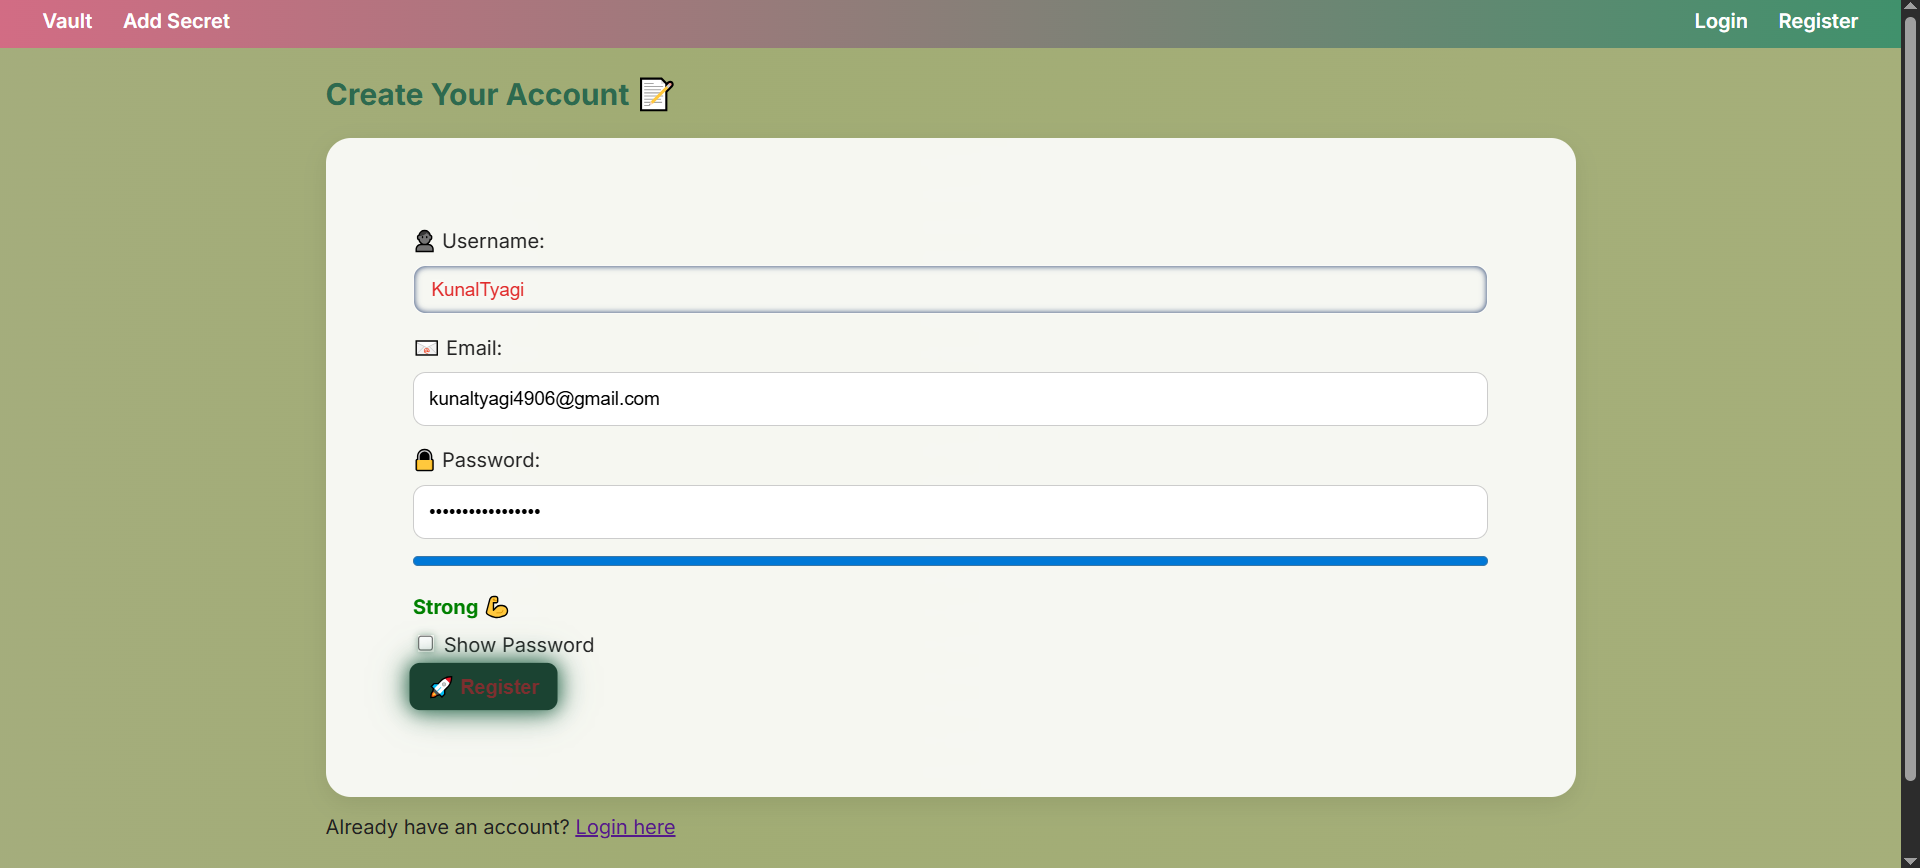 Vault Add Secret Login Register
Create Your Account 📝
👤 Username:
KunalTyagi
📧 Email:
kunaltyagi4906@gmail.com
🔒 Password:
•••••••••••••••••
Strong 💪
Show Password
🚀 Register
Already have an account? Login here